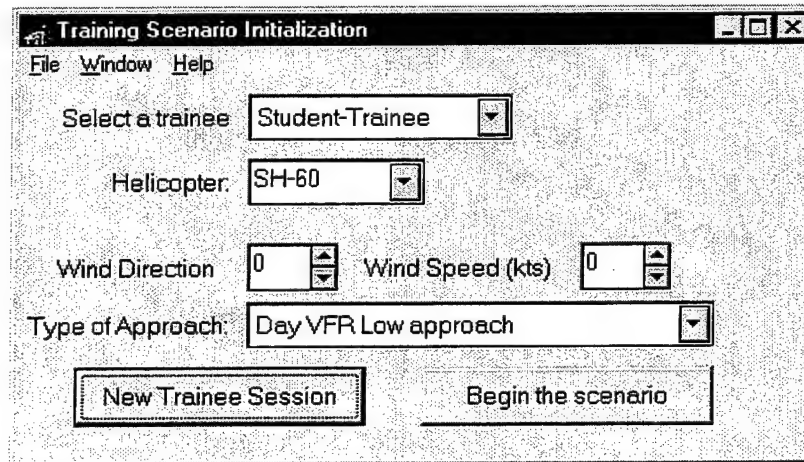 Training Scenario Initialization
File Window Help
Select a trainee Student-Trainee
Helicopter: SH-60
Wind Direction 0 Wind Speed (kts) 0
Type of Approach: Day VFR Low approach
New Trainee Session Begin the scenario